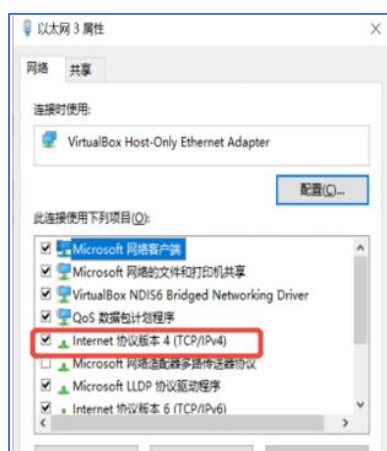 以太网 3 属性
网络 共享
连接时使用:
VirtualBox Host-Only Ethernet Adapter
配置(C)...
此连接使用下列项目(O):
Microsoft 网络客户端
Microsoft 网络的文件和打印机共享
VirtualBox NDIS6 Bridged Networking Driver
QoS 数据包计划程序
Internet 协议版本 4 (TCP/IPv4)
Microsoft 网络适配器多路传送器协议
Microsoft LLDP 协议驱动程序
Internet 协议版本 6 (TCP/IPv6)